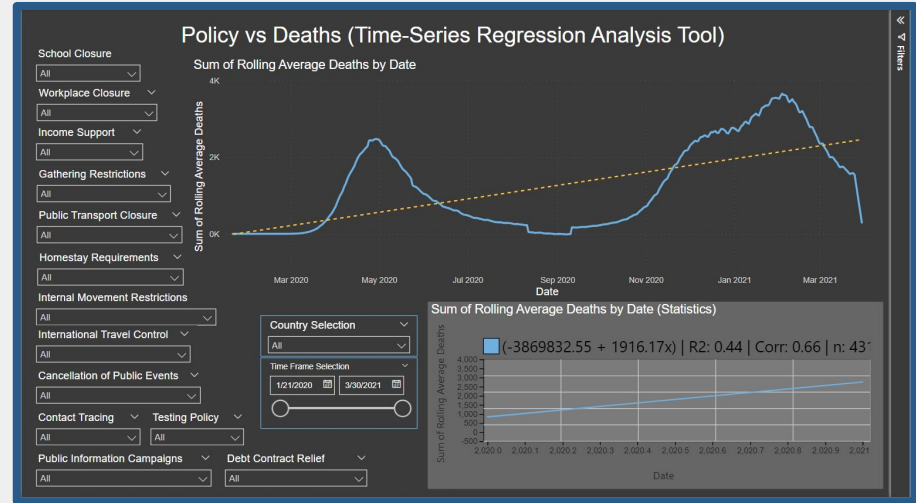 Policy vs Deaths (Time-Series Regression Analysis Tool)
Filters
School Closure
All
Workplace Closure
All
Income Support
All
Gathering Restrictions
All
Public Transport Closure
All
Homestay Requirements
All
Internal Movement Restrictions
All
International Travel Control
All
Cancellation of Public Events
All
Contact Tracing
All
Testing Policy
All
Public Information Campaigns
All
Debt Contract Relief
All
Sum of Rolling Average Deaths by Date
Sum of Rolling Average Deaths
4K
2K
0K
Mar 2020 May 2020 Jul 2020 Sep 2020 Nov 2020 Jan 2021 Mar 2021
Date
Country Selection
All
Time Frame Selection
1/21/2020 3/30/2021
Sum of Rolling Average Deaths by Date (Statistics)
(-3869832.55 + 1916.17x) | R2: 0.44 | Corr: 0.66 | n: 431
Sum of Rolling Average Deaths
4,000
3,500
3,000
2,500
2,000
1,500
1,000
500
0
-500
2,020.0 2,020.1 2,020.2 2,020.3 2,020.4 2,020.5 2,020.6 2,020.7 2,020.8 2,020.9 2,021
Date